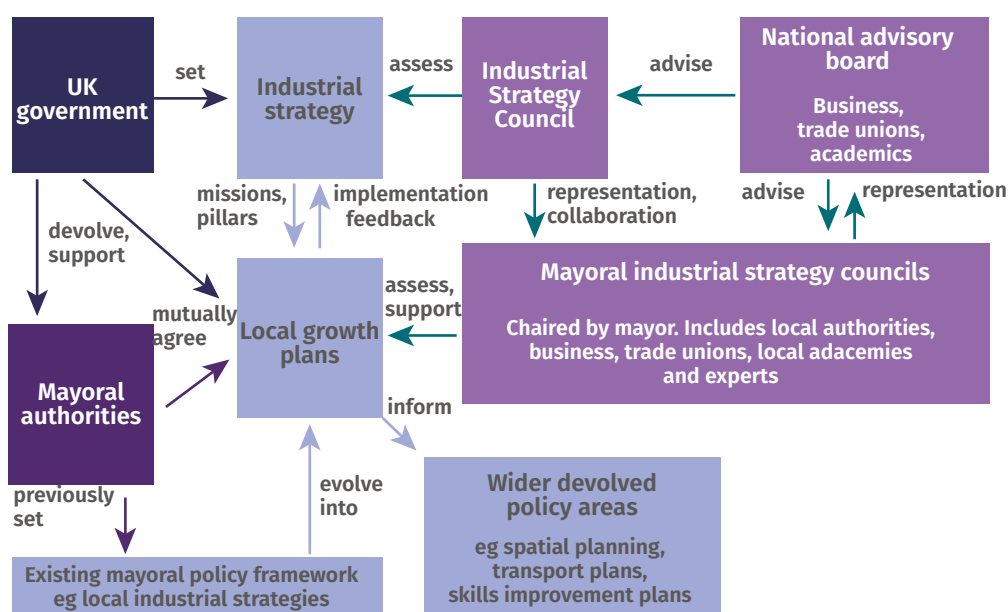 UK
government
set
Industrial
strategy
assess
Industrial
Strategy
Council
advise
National advisory
board
Business,
trade unions,
academics
missions,
pillars
implementation
feedback
representation,
collaboration
advise
representation
devolve,
support
mutually
agree
Local growth
plans
assess,
support
Mayoral industrial strategy councils
Chaired by mayor. Includes local authorities,
business, trade unions, local adacemies
and experts
Mayoral
authorities
inform
previously
set
evolve
into
Wider devolved
policy areas
eg spatial planning,
transport plans,
skills improvement plans
Existing mayoral policy framework
eg local industrial strategies